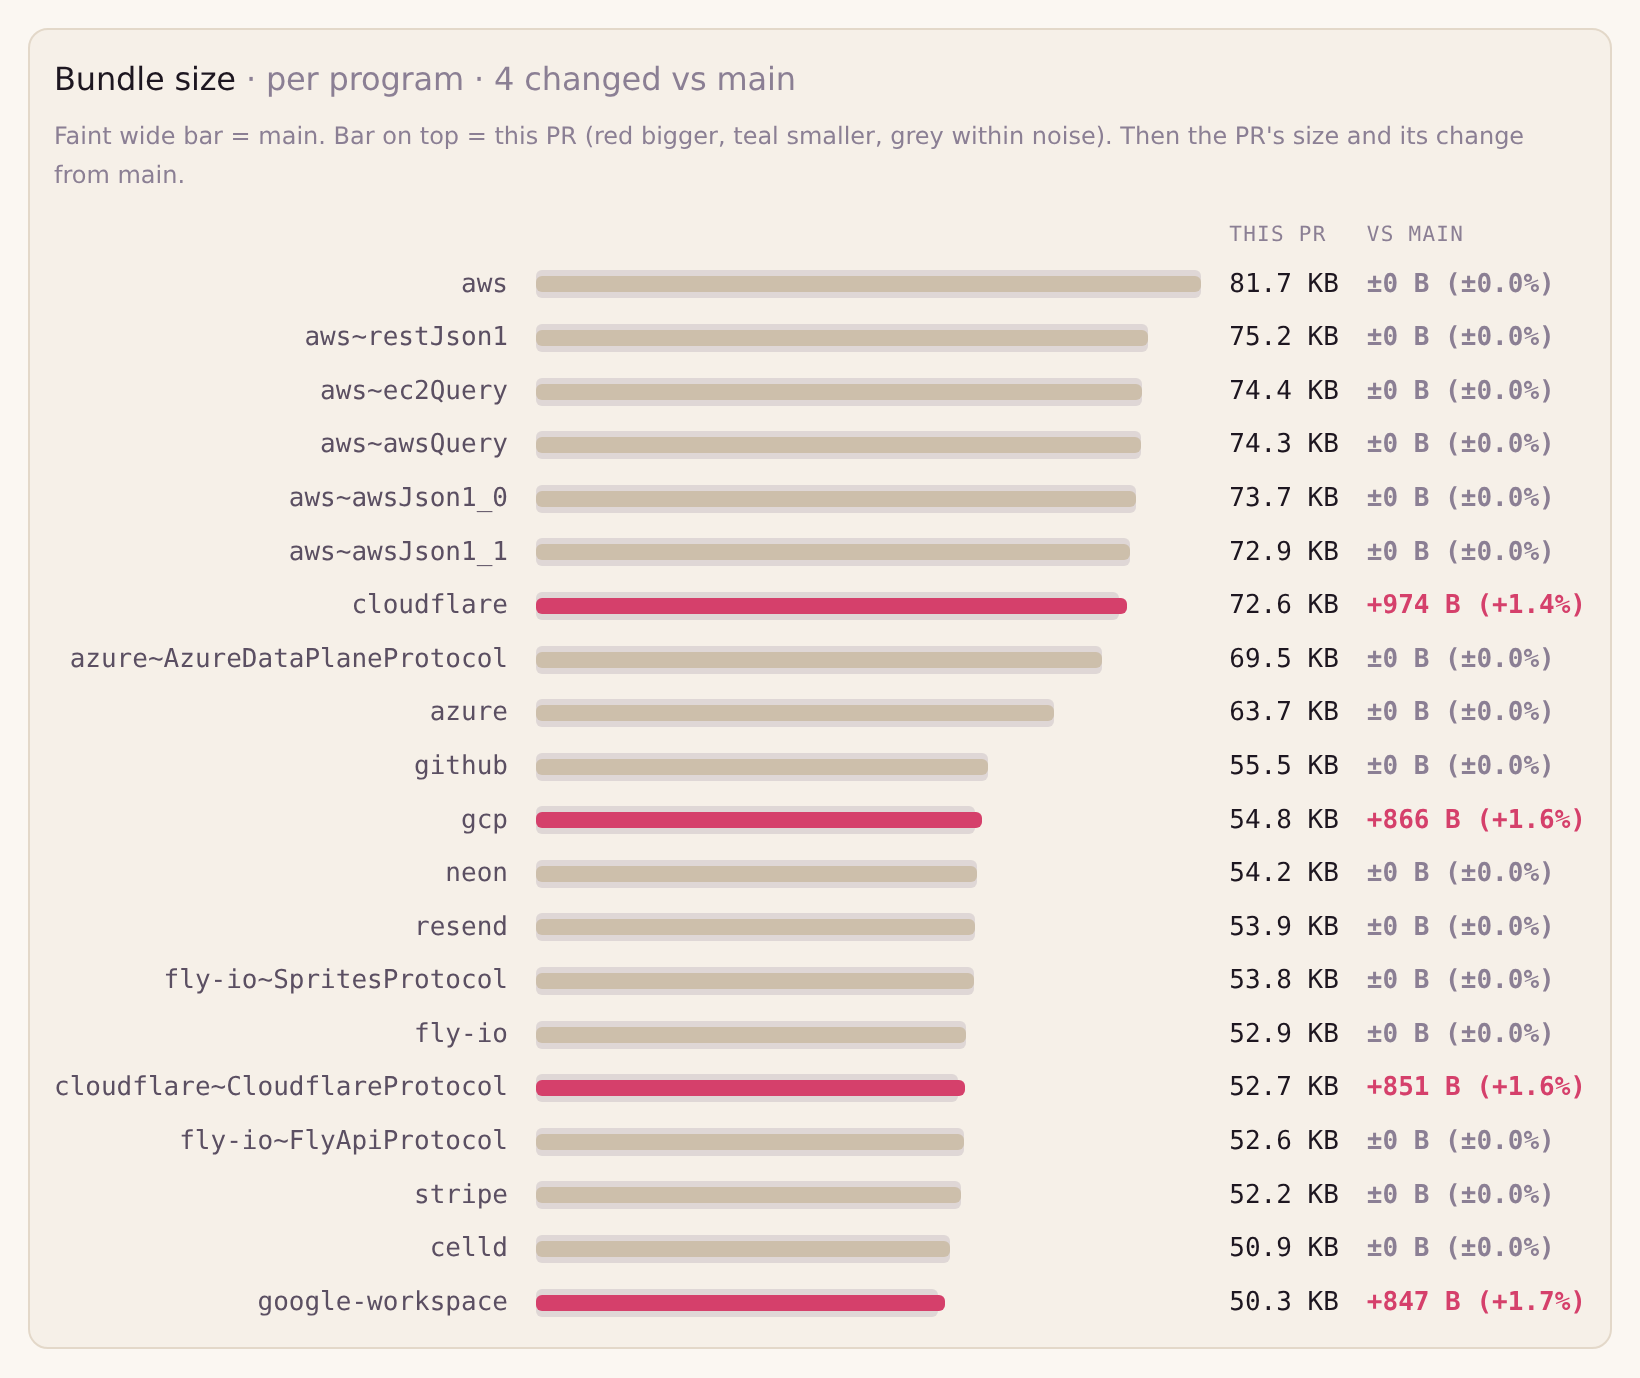 Bundle size · per program · 4 changed vs main
Faint wide bar = main. Bar on top = this PR (red bigger, teal smaller, grey within noise). Then the PR's size and its change
from main.
THIS PR VS MAIN
aws 81.7 KB ±0 B (±0.0%)
aws~restJson1 75.2 KB ±0 B (±0.0%)
aws~ec2Query 74.4 KB ±0 B (±0.0%)
aws~awsQuery 74.3 KB ±0 B (±0.0%)
aws~awsJson1_0 73.7 KB ±0 B (±0.0%)
aws~awsJson1_1 72.9 KB ±0 B (±0.0%)
cloudflare 72.6 KB +974 B (+1.4%)
azure~AzureDataPlaneProtocol 69.5 KB ±0 B (±0.0%)
azure 63.7 KB ±0 B (±0.0%)
github 55.5 KB ±0 B (±0.0%)
gcp 54.8 KB +866 B (+1.6%)
neon 54.2 KB ±0 B (±0.0%)
resend 53.9 KB ±0 B (±0.0%)
fly-io~SpritesProtocol 53.8 KB ±0 B (±0.0%)
fly-io 52.9 KB ±0 B (±0.0%)
cloudflare~CloudflareProtocol 52.7 KB +851 B (+1.6%)
fly-io~FlyApiProtocol 52.6 KB ±0 B (±0.0%)
stripe 52.2 KB ±0 B (±0.0%)
celld 50.9 KB ±0 B (±0.0%)
google-workspace 50.3 KB +847 B (+1.7%)